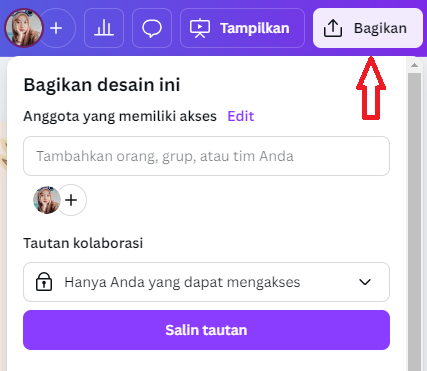 Tampilkan
Bagikan
Bagikan desain ini
Anggota yang memiliki akses Edit
Tambahkan orang, grup, atau tim Anda
Tautan kolaborasi
Hanya Anda yang dapat mengakses
Salin tautan